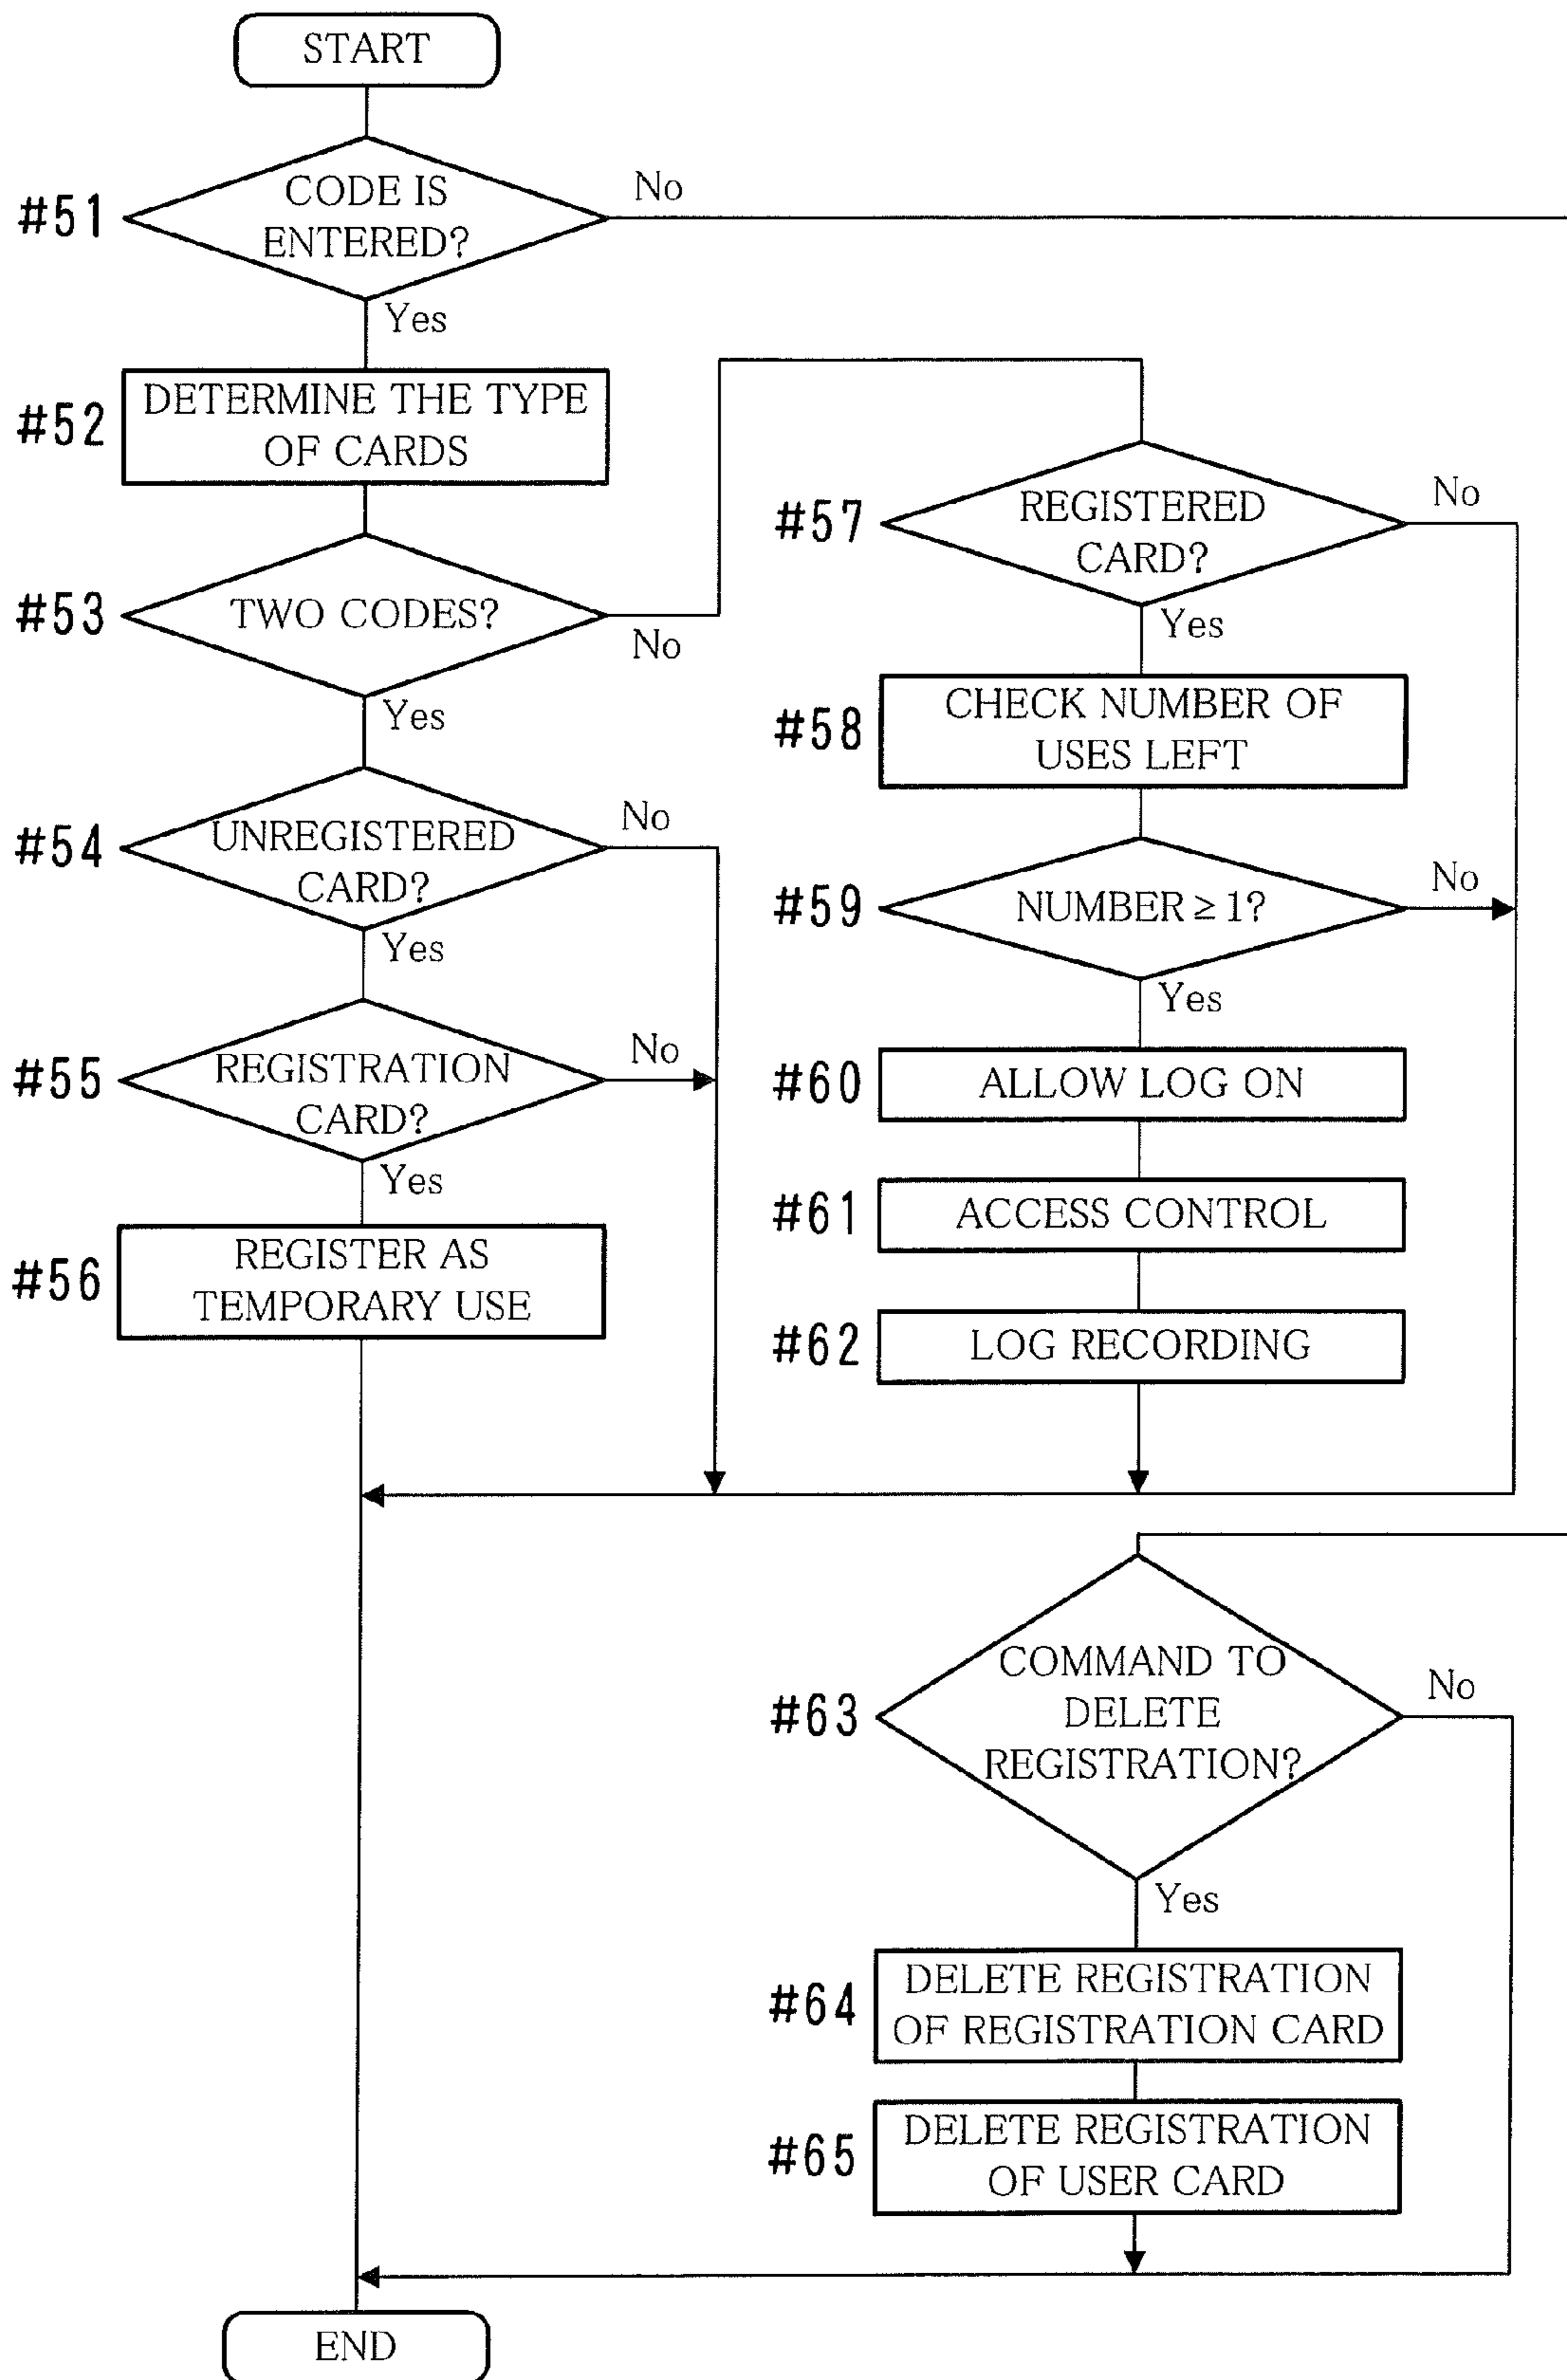 START
#51
CODE IS
ENTERED?
No
Yes
#52
DETERMINE THE TYPE
OF CARDS
#53
TWO CODES?
No
Yes
#54
UNREGISTERED
CARD?
No
Yes
#55
REGISTRATION
CARD?
No
Yes
#56
REGISTER AS
TEMPORARY USE
#57
REGISTERED
CARD?
No
Yes
#58
CHECK NUMBER OF
USES LEFT
#59
NUMBER ≥ 1?
No
Yes
#60
ALLOW LOG ON
#61
ACCESS CONTROL
#62
LOG RECORDING
#63
COMMAND TO
DELETE
REGISTRATION?
No
Yes
#64
DELETE REGISTRATION
OF REGISTRATION CARD
#65
DELETE REGISTRATION
OF USER CARD
END